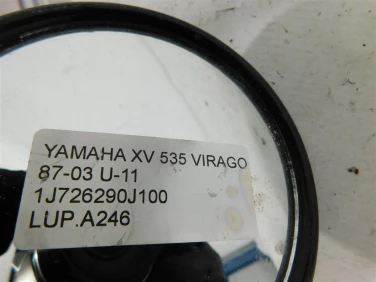 YAMAHA XV 535 VIRAGO
87-03 U-11
1J726290J100
LUP.A246